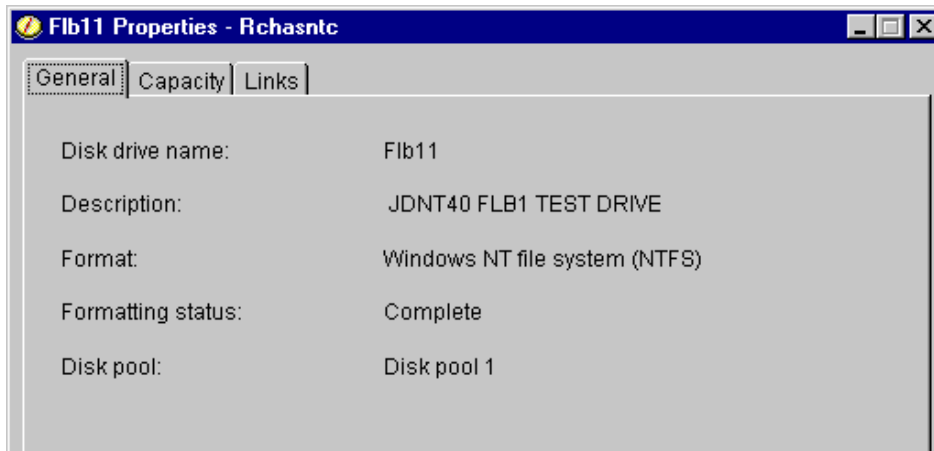 Flb11 Properties - Rchasntc
General Capacity Links
Disk drive name: Flb11
Description: JDNT40 FLB1 TEST DRIVE
Format: Windows NT file system (NTFS)
Formatting status: Complete
Disk pool: Disk pool 1